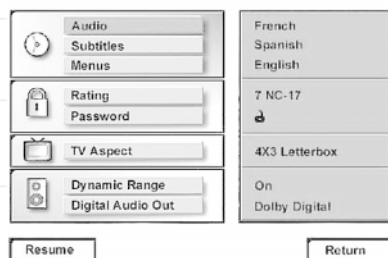 Audio
French
Subtitles
Spanish
Menus
English
Rating
7 NC-17
Password
TV Aspect
4X3 Letterbox
Dynamic Range
On
Digital Audio Out
Dolby Digital
Resume
Return